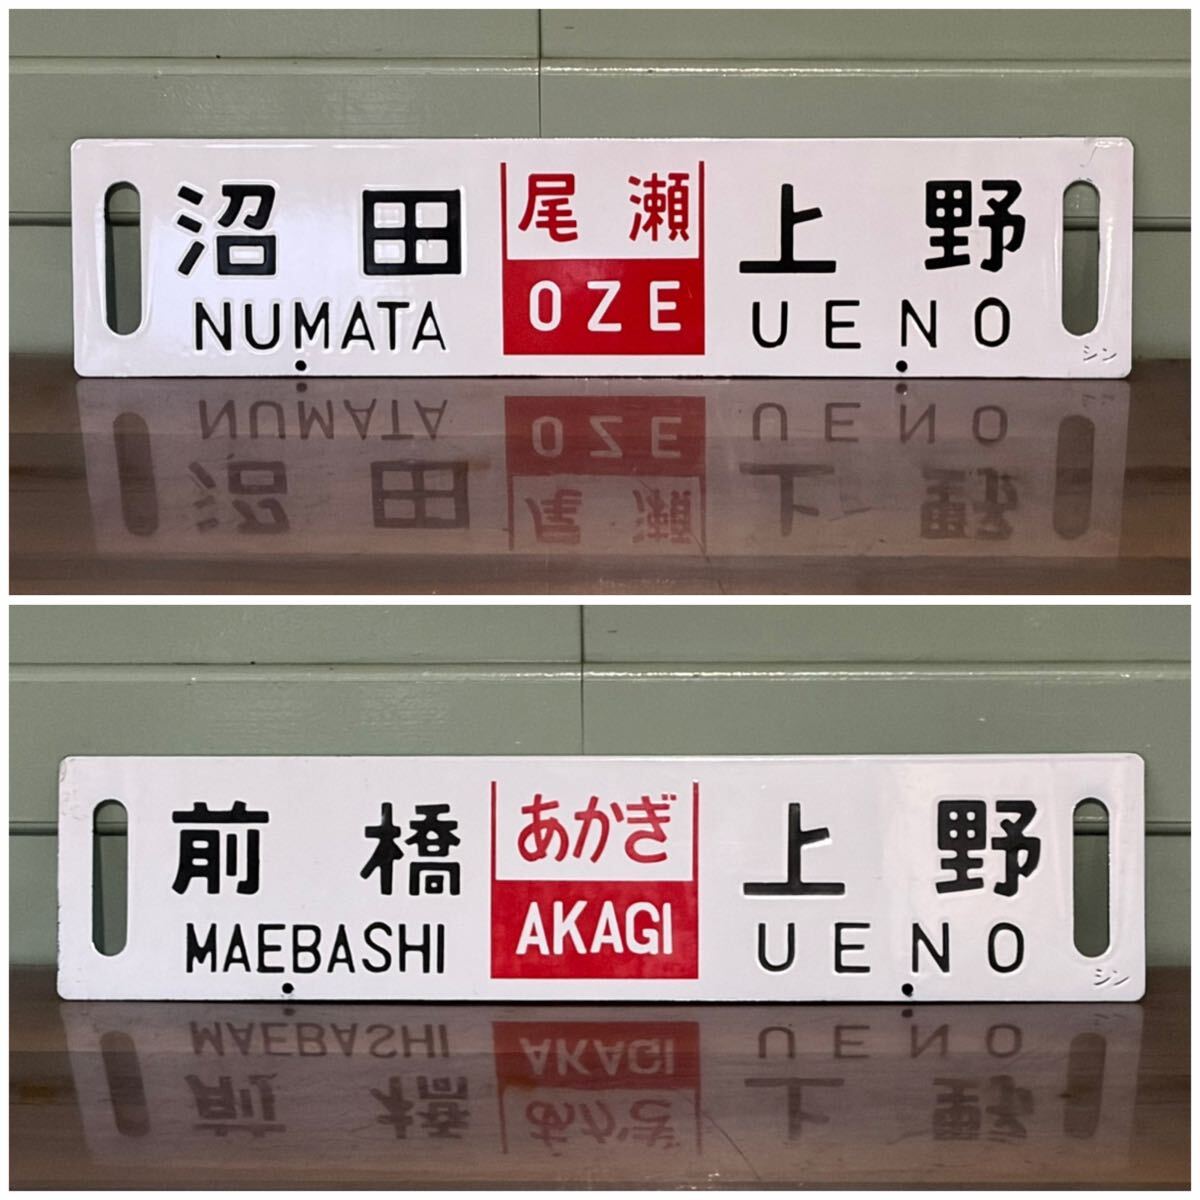 沼田 尾瀬 上野
NUMATA OZE UENO
シン
前橋 あかぎ 上野
MAEBASHI AKAGI UENO
シン